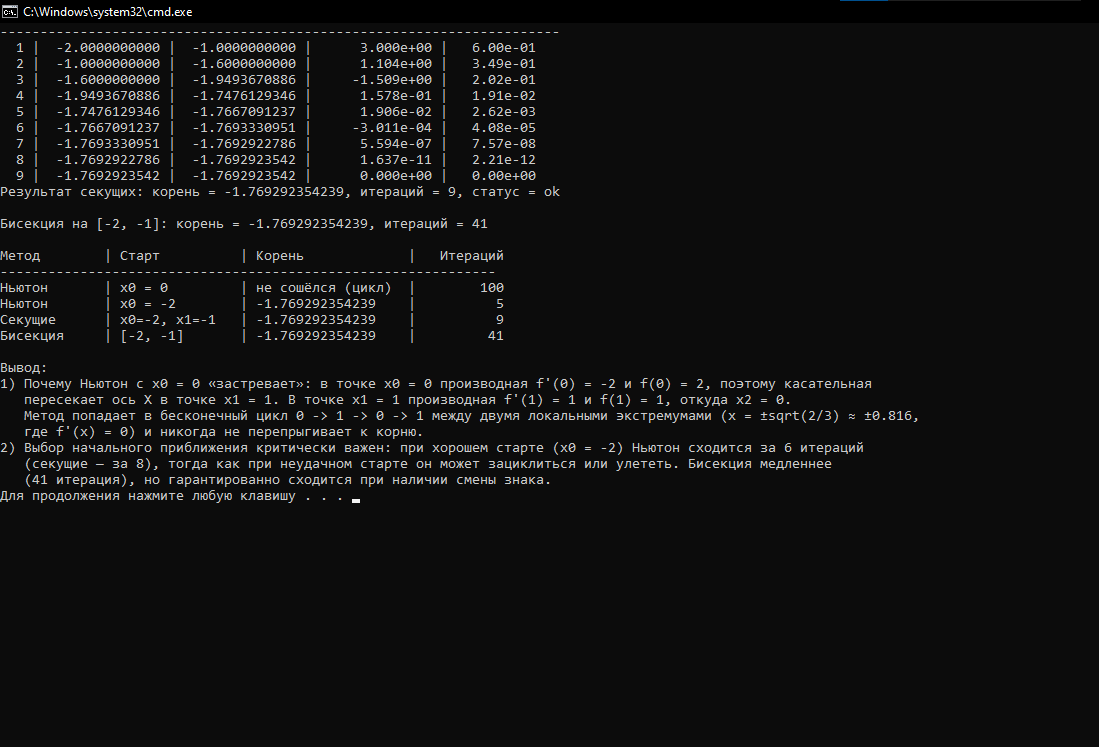 C:\Windows\system32\cmd.exe
----------------------------------------------------------------------
  1 |  -2.0000000000 |  -1.0000000000 |      3.000e+00 |   6.00e-01
  2 |  -1.0000000000 |  -1.6000000000 |      1.104e+00 |   3.49e-01
  3 |  -1.6000000000 |  -1.9493670886 |     -1.509e+00 |   2.02e-01
  4 |  -1.9493670886 |  -1.7476129346 |      1.578e-01 |   1.91e-02
  5 |  -1.7476129346 |  -1.7667091237 |      1.906e-02 |   2.62e-03
  6 |  -1.7667091237 |  -1.7693330951 |     -3.011e-04 |   4.08e-05
  7 |  -1.7693330951 |  -1.7692922786 |      5.594e-07 |   7.57e-08
  8 |  -1.7692922786 |  -1.7692923542 |      1.637e-11 |   2.21e-12
  9 |  -1.7692923542 |  -1.7692923542 |      0.000e+00 |   0.00e+00
Результат секущих: корень = -1.769292354239, итераций = 9, статус = ok
Бисекция на [-2, -1]: корень = -1.769292354239, итераций = 41
Метод        | Старт          | Корень             |   Итераций
--------------------------------------------------------------
Ньютон       | x0 = 0         | не сошёлся (цикл)  |        100
Ньютон       | x0 = -2        | -1.769292354239    |          5
Секущие      | x0=-2, x1=-1   | -1.769292354239    |          9
Бисекция     | [-2, -1]       | -1.769292354239    |         41
Вывод:
1) Почему Ньютон с x0 = 0 «застревает»: в точке x0 = 0 производная f'(0) = -2 и f(0) = 2, поэтому касательная
   пересекает ось X в точке x1 = 1. В точке x1 = 1 производная f'(1) = 1 и f(1) = 1, откуда x2 = 0.
   Метод попадает в бесконечный цикл 0 -> 1 -> 0 -> 1 между двумя локальными экстремумами (x = ±sqrt(2/3) ≈ ±0.816,
   где f'(x) = 0) и никогда не перепрыгивает к корню.
2) Выбор начального приближения критически важен: при хорошем старте (x0 = -2) Ньютон сходится за 6 итераций
   (секущие — за 8), тогда как при неудачном старте он может зациклиться или улететь. Бисекция медленнее
   (41 итерация), но гарантированно сходится при наличии смены знака.
Для продолжения нажмите любую клавишу . . .